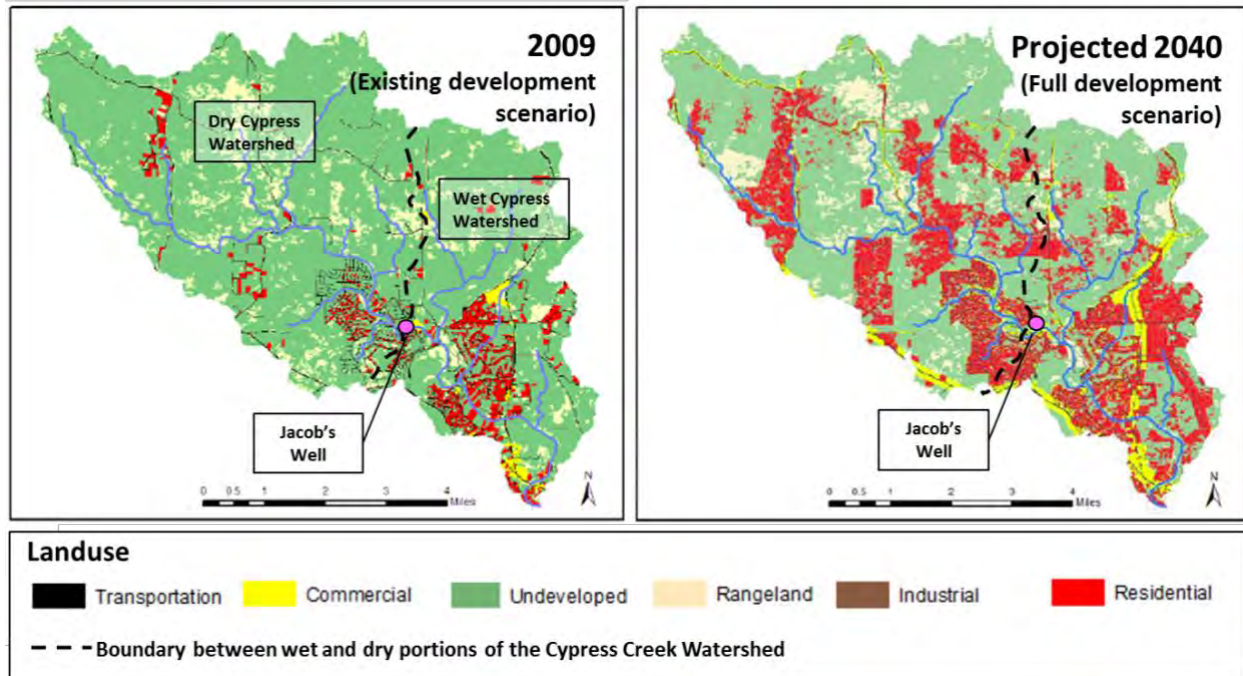 2009
(Existing development
scenario)
Dry Cypress
Watershed
Wet Cypress
Watershed
Jacob's
Well
0 0.5 1 2 3 4
Miles
N
Projected 2040
(Full development
scenario)
Jacob's
Well
0 0.5 1 2 3 4
Miles
N
Landuse
Transportation Commercial Undeveloped Rangeland Industrial Residential
Boundary between wet and dry portions of the Cypress Creek Watershed